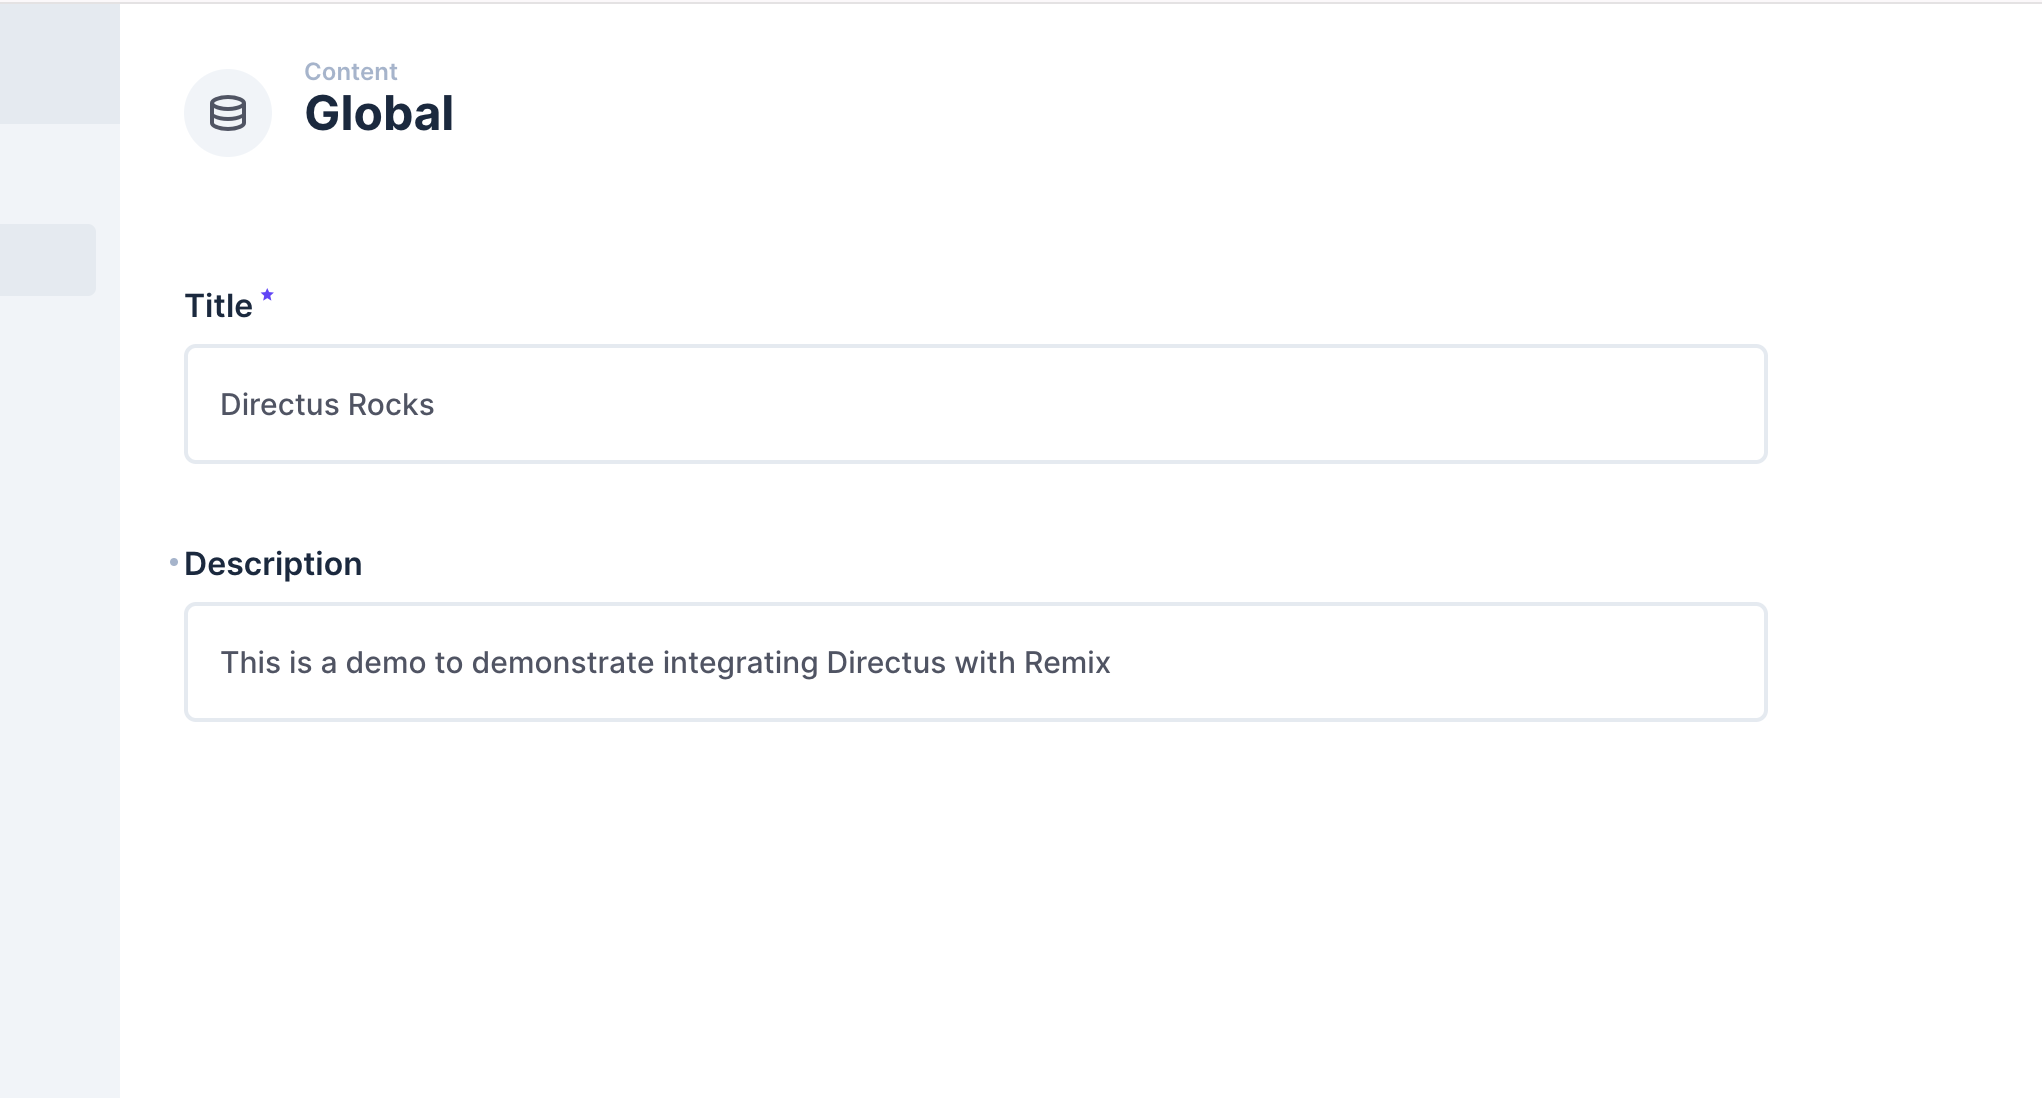 Content
Global
Title *
Directus Rocks
Description
This is a demo to demonstrate integrating Directus with Remix